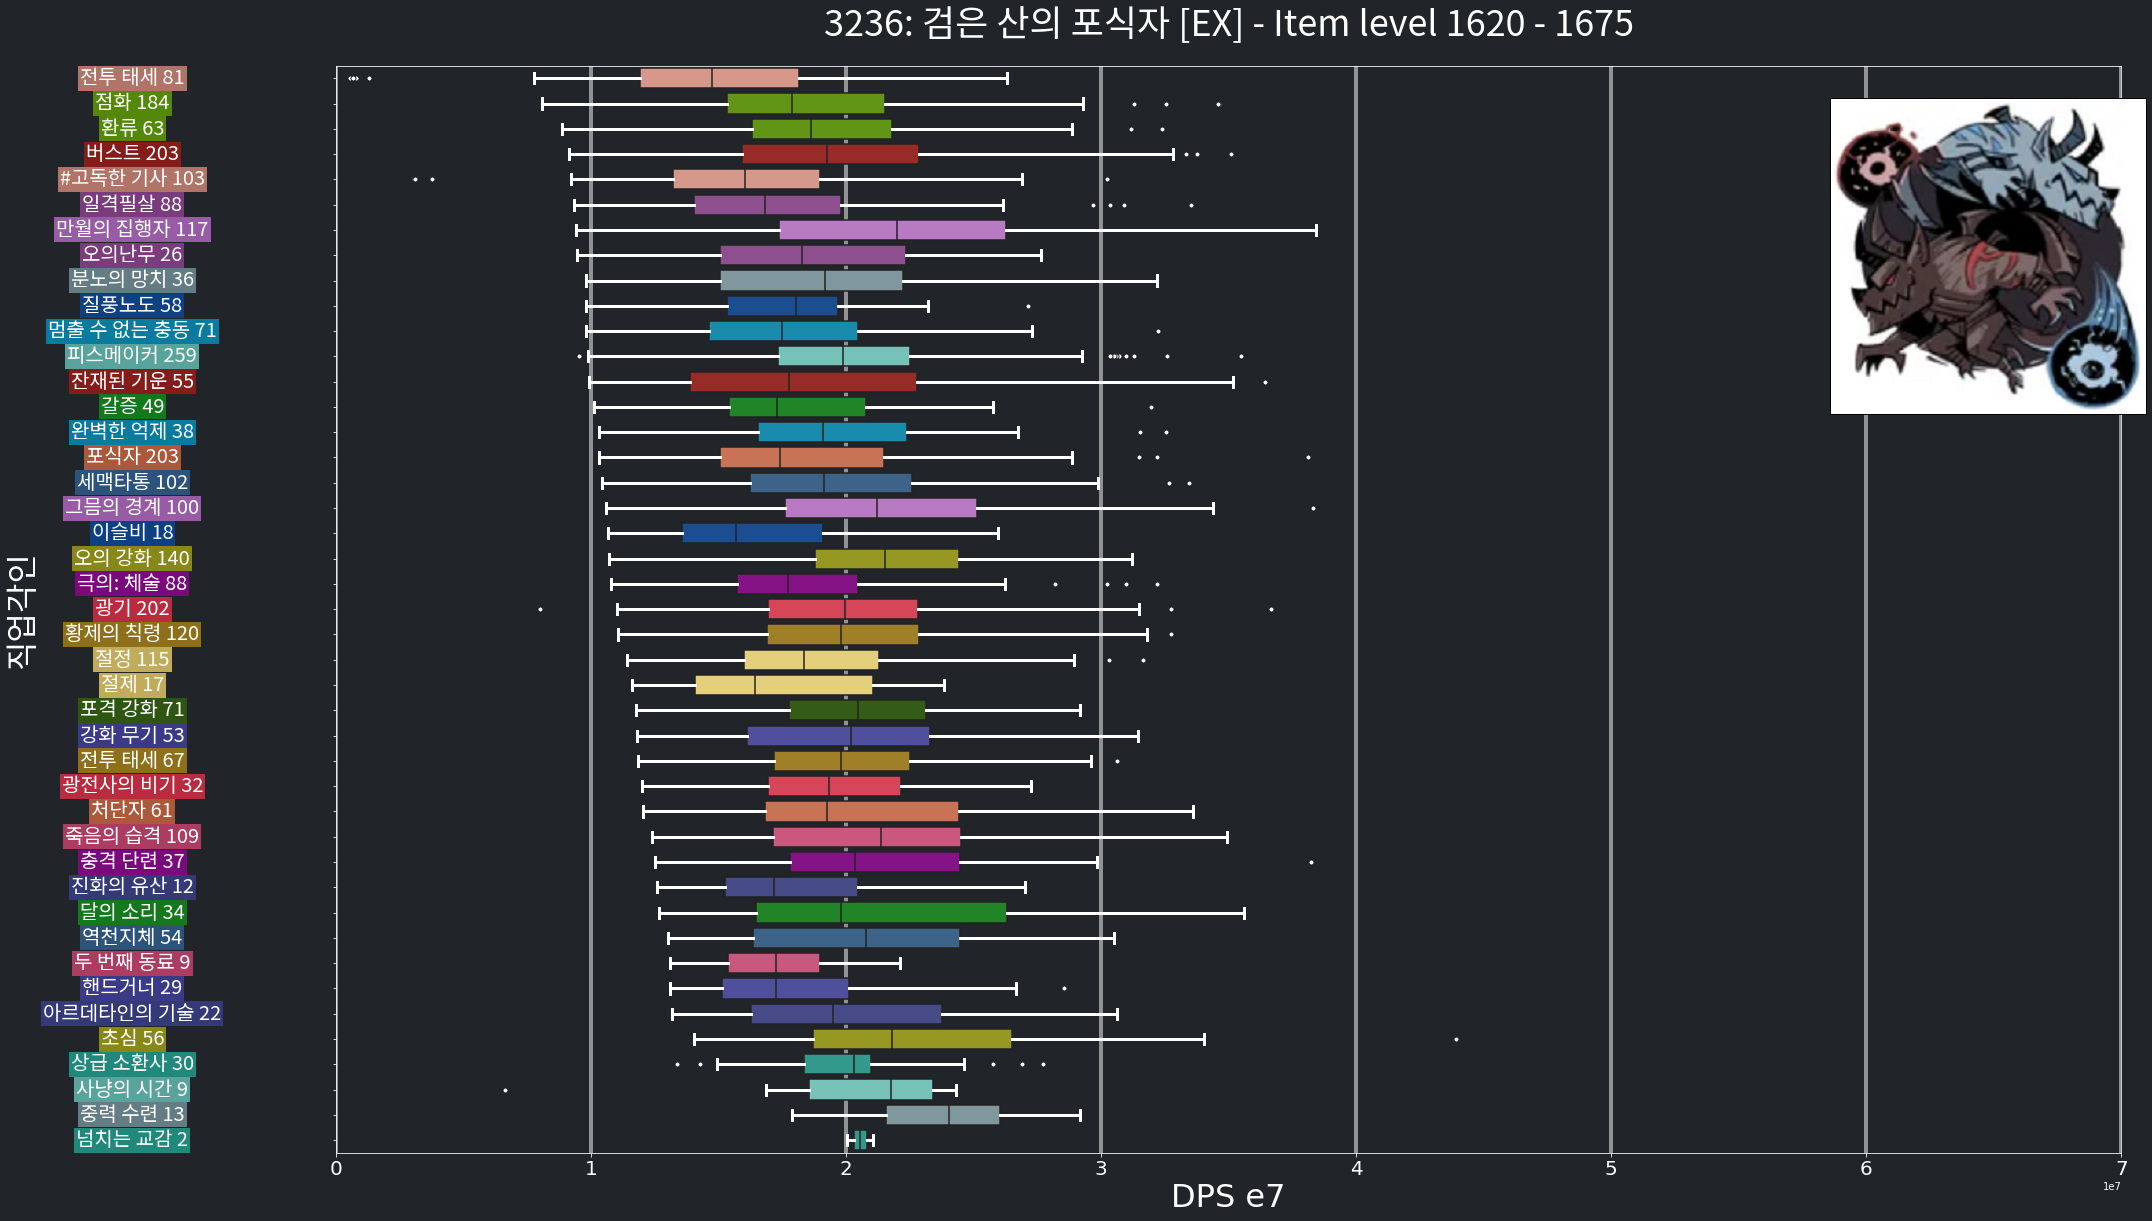 3236: 검은 산의 포식자 [EX] - Item level 1620 - 1675
전투 태세 81
점화 184
환류 63
버스트 203
#고독한 기사 103
일격필살 88
만월의 집행자 117
오의난무 26
분노의 망치 36
질풍노도 58
멈출 수 없는 충동 71
피스메이커 259
잔재된 기운 55
갈증 49
완벽한 억제 38
포식자 203
세맥타통 102
그믐의 경계 100
이슬비 18
오의 강화 140
극의: 체술 88
광기 202
황제의 칙령 120
절정 115
절제 17
포격 강화 71
강화 무기 53
전투 태세 67
광전사의 비기 32
처단자 61
죽음의 습격 109
충격 단련 37
진화의 유산 12
달의 소리 34
역천지체 54
두 번째 동료 9
핸드거너 29
아르데타인의 기술 22
초심 56
상급 소환사 30
사냥의 시간 9
중력 수련 13
넘치는 교감 2
직업각인
0 1 2 3 4 5 6 7
1e7
DPS e7